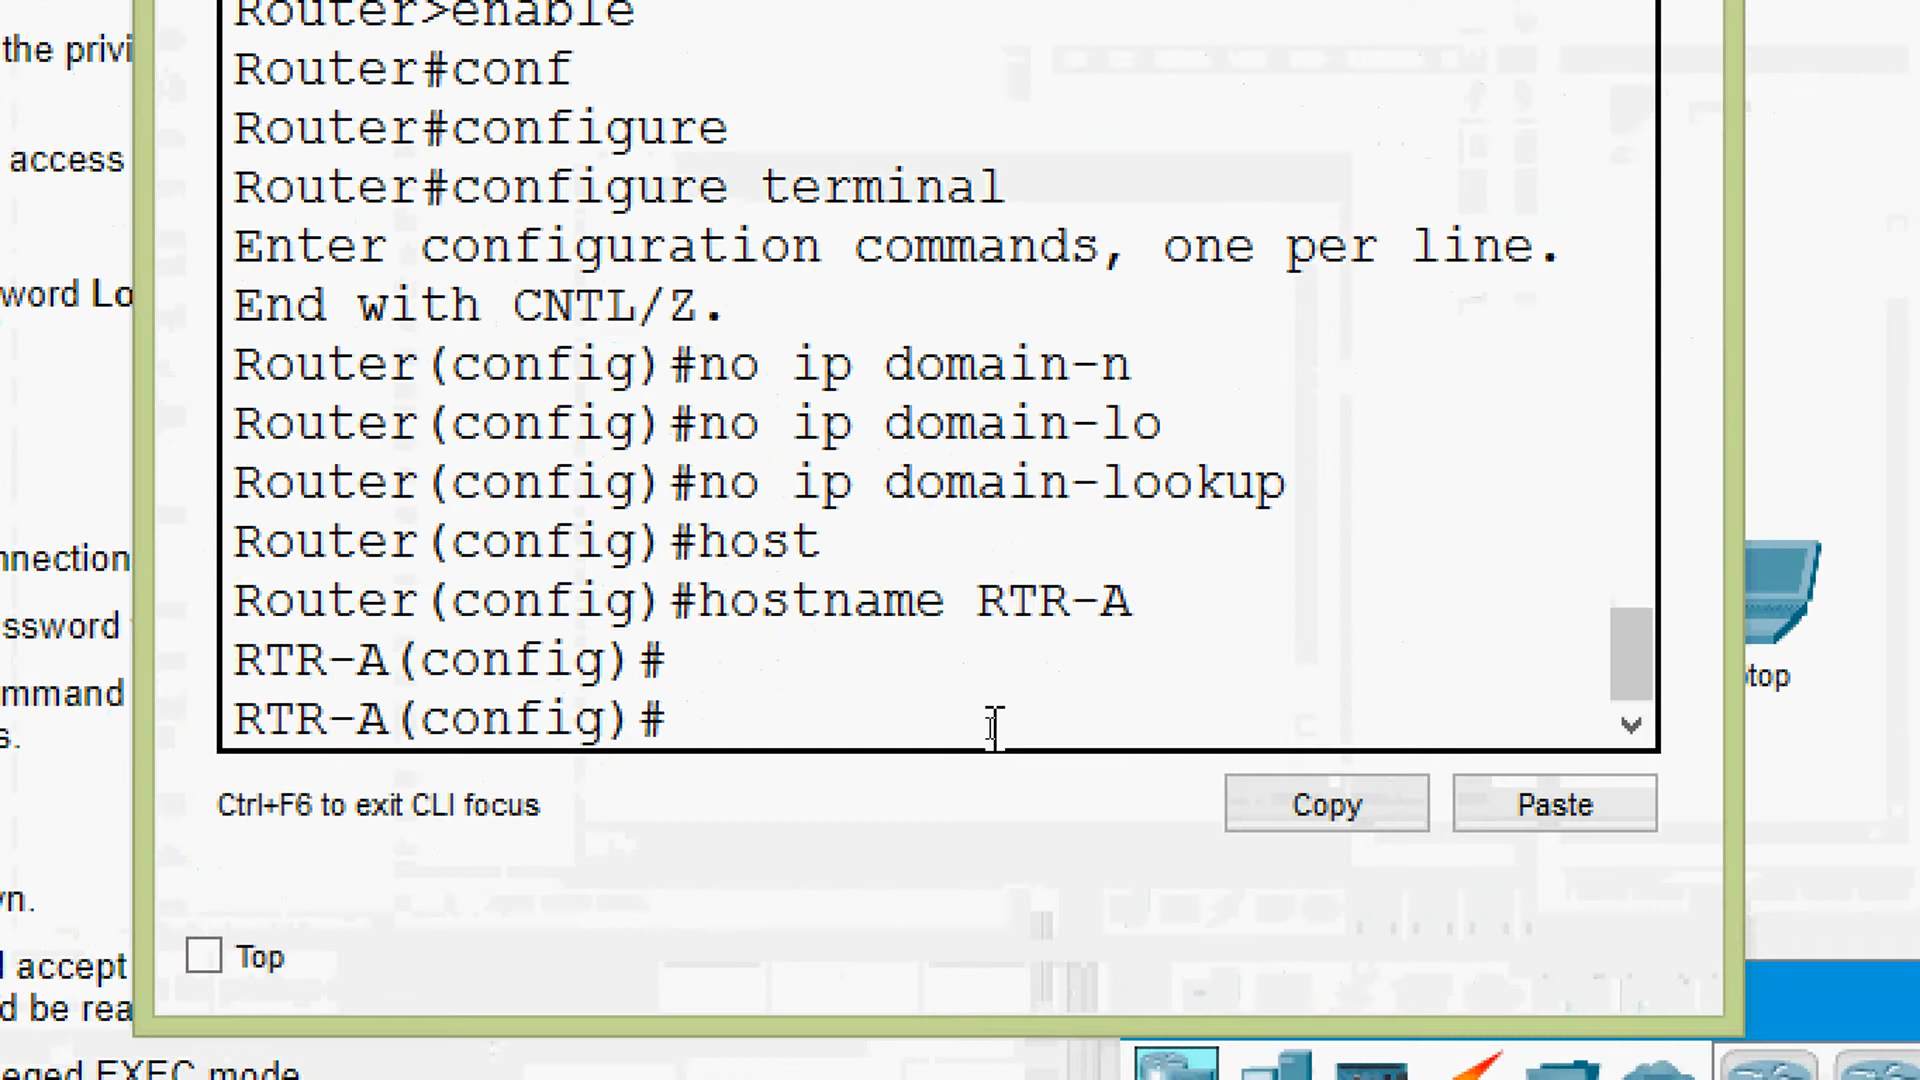 Router>enable
the privi
Router#conf
Router#configure
access
Router#configure terminal
Enter configuration commands, one per line.
word Lo
End with CNTL/Z.
Router(config)#no ip domain-n
Router(config)#no ip domain-lo
Router(config)#no ip domain-lookup
Router(config)#host
nnection
Router(config)#hostname RTR-A
ssword
RTR-A(config)#
top
mmand
RTR-A(config)#
s.
Ctrl+F6 to exit CLI focus
Copy
Paste
vn.
Top
accept
d be rea
eged EXEC mode